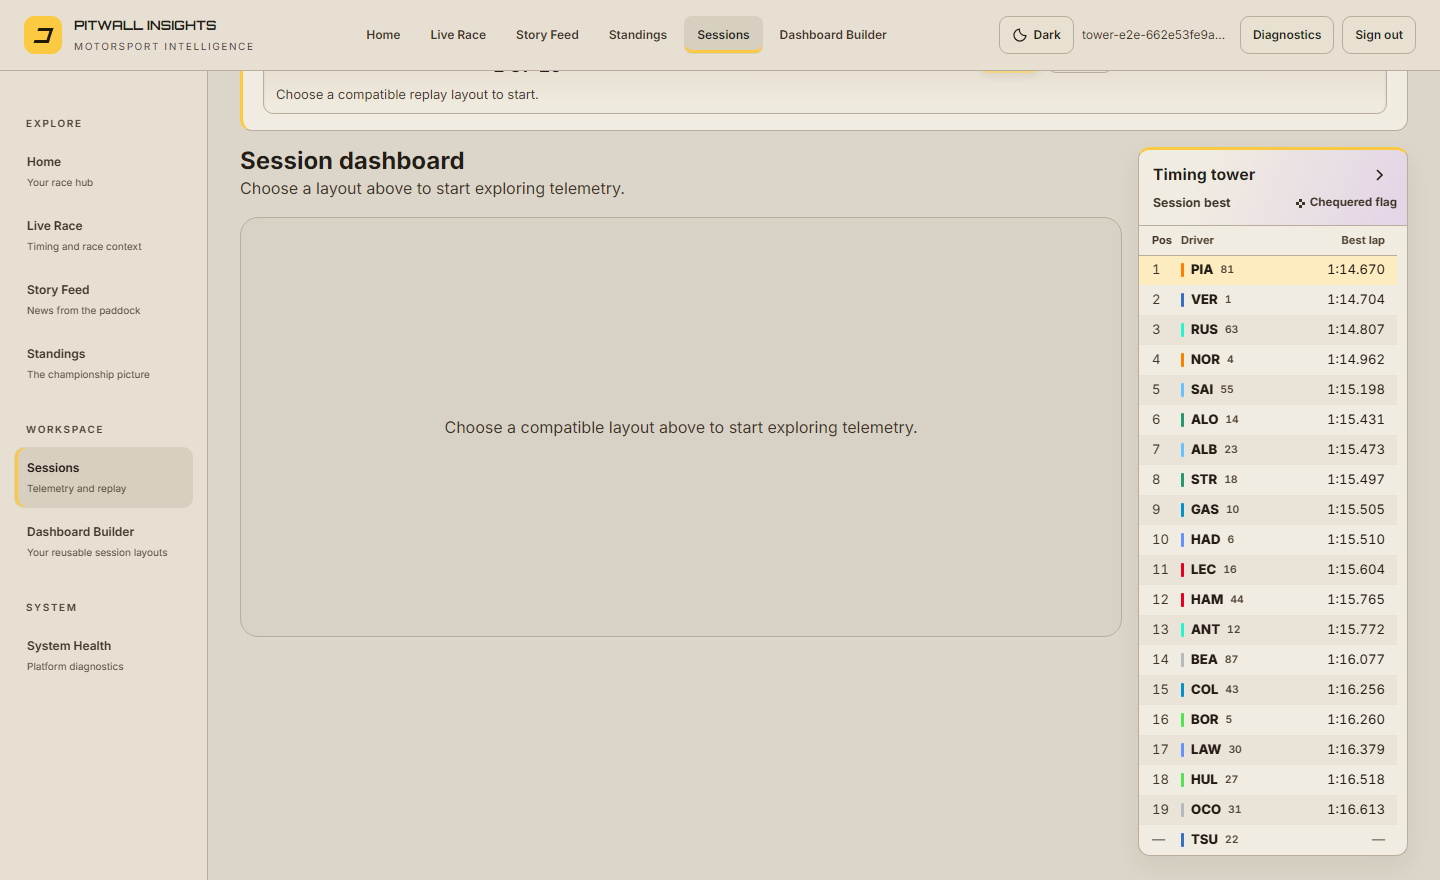 PITWALL INSIGHTS
MOTORSPORT INTELLIGENCE
Home
Live Race
Story Feed
Standings
Sessions
Dashboard Builder
Dark
tower-e2e-662e53fe9a...
Diagnostics
Sign out
EXPLORE
Home
Your race hub
Live Race
Timing and race context
Story Feed
News from the paddock
Standings
The championship picture
WORKSPACE
Sessions
Telemetry and replay
Dashboard Builder
Your reusable session layouts
SYSTEM
System Health
Platform diagnostics
Choose a compatible replay layout to start.
Session dashboard
Choose a layout above to start exploring telemetry.
Choose a compatible layout above to start exploring telemetry.
Timing tower
Session best Chequered flag
Pos Driver Best lap
1 PIA 81 1:14.670
2 VER 1 1:14.704
3 RUS 63 1:14.807
4 NOR 4 1:14.962
5 SAI 55 1:15.198
6 ALO 14 1:15.431
7 ALB 23 1:15.473
8 STR 18 1:15.497
9 GAS 10 1:15.505
10 HAD 6 1:15.510
11 LEC 16 1:15.604
12 HAM 44 1:15.765
13 ANT 12 1:15.772
14 BEA 87 1:16.077
15 COL 43 1:16.256
16 BOR 5 1:16.260
17 LAW 30 1:16.379
18 HUL 27 1:16.518
19 OCO 31 1:16.613
— TSU 22 —